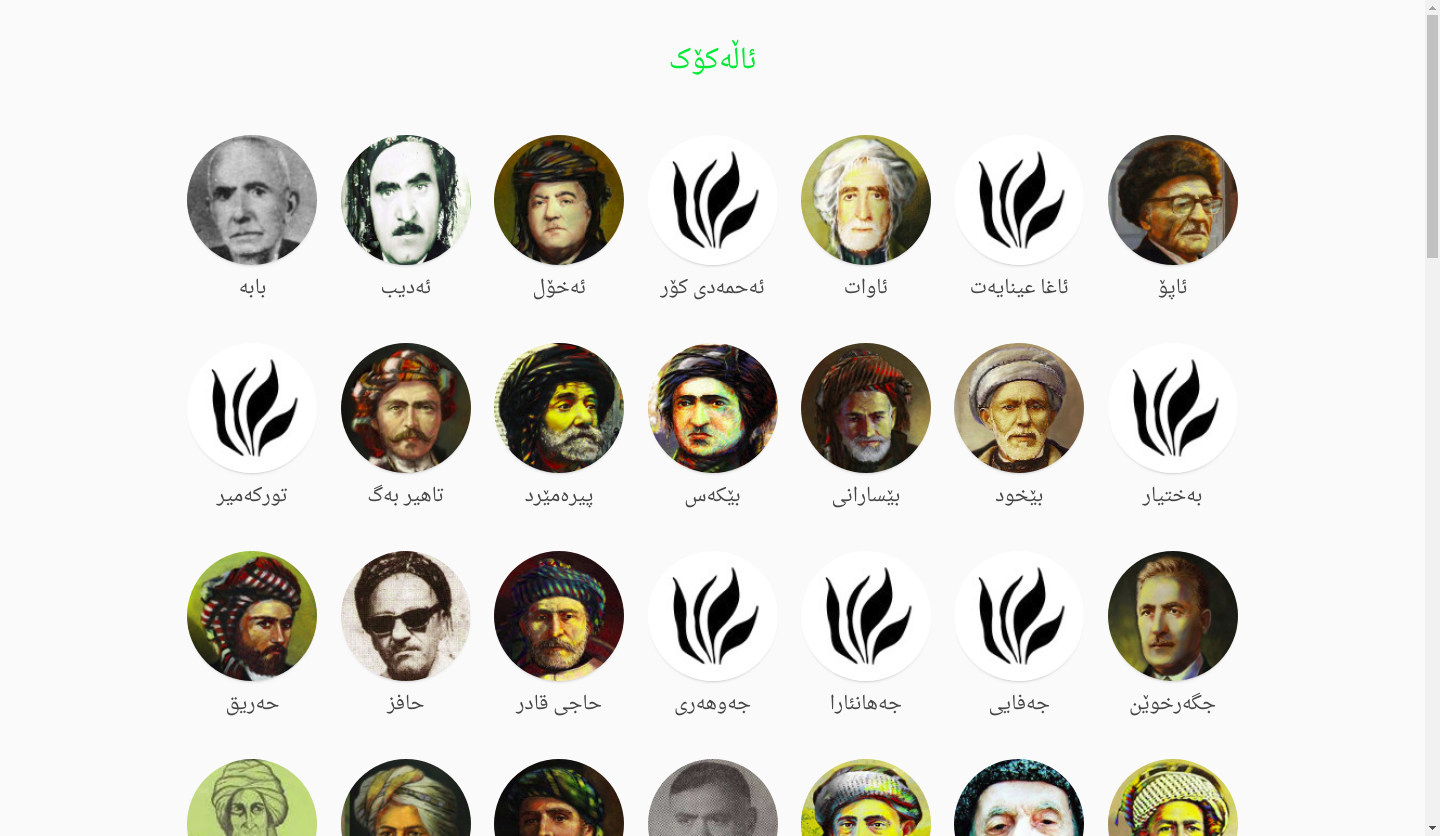 ئاڵەکۆک
ئاپۆ
ئاغا عینایەت
ئاوات
ئەحمەدی کۆر
ئەخۆل
ئەدیب
بابە
بەختیار
بێخود
بێسارانی
بێکەس
پیرەمێرد
تاهیر بەگ
تورکەمیر
جگەرخوێن
جەفایی
جەهانئارا
جەوهەری
حاجی قادر
حافز
حەریق